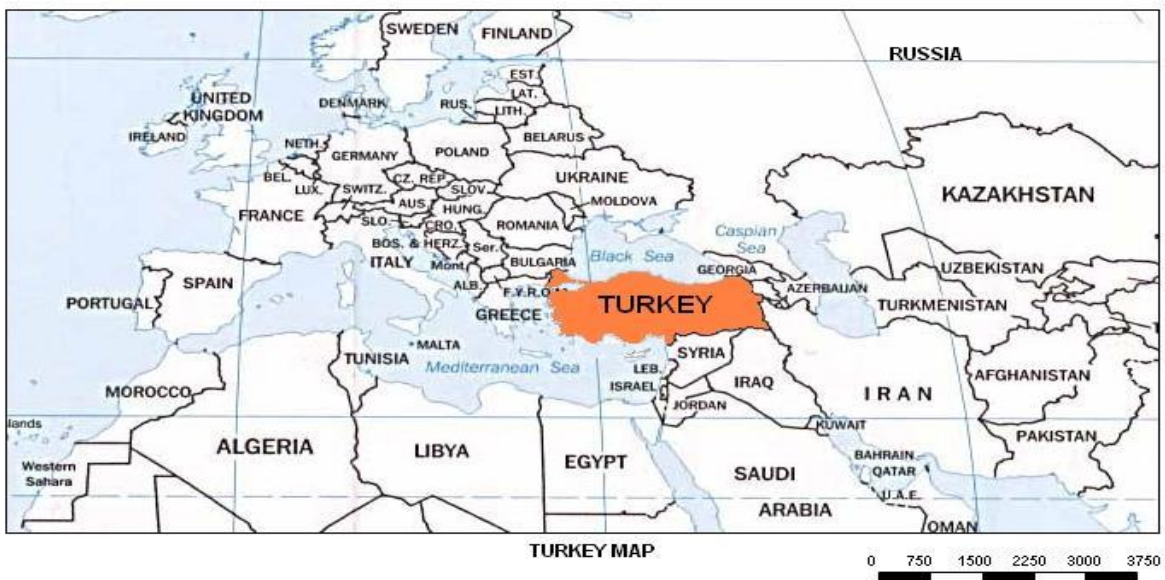 SWEDEN
FINLAND
RUSSIA
EST.
LAT.
UNITED
KINGDOM
DENMARK
RUS.
LITH.
IRELAND
BELARUS
NETH.
GERMANY
POLAND
BEL.
LUX.
CZ. REP.
UKRAINE
SWITZ.
SLOV.
KAZAKHSTAN
AUS.
HUNG.
MOLDOVA
FRANCE
SLO.
CRO.
ROMANIA
Caspian
Sea
BOS. & HERZ.
Ser.
Black Sea
ITALY
Mont.
BULGARIA
GEORGIA
UZBEKISTAN
SPAIN
ALB.
F.Y.R.O.M
AZERBAIJAN
PORTUGAL
TURKEY
TURKMENISTAN
GREECE
MALTA
TUNISIA
SYRIA
Mediterranean Sea
LEB.
AFGHANISTAN
MOROCCO
ISRAEL
IRAQ
IRAN
JORDAN
lands
KUWAIT
PAKISTAN
ALGERIA
LIBYA
EGYPT
BAHRAIN
Western
Sahara
SAUDI
ARABIA
QATAR
U.A.E.
OMAN
TURKEY MAP
0 750 1500 2250 3000 3750